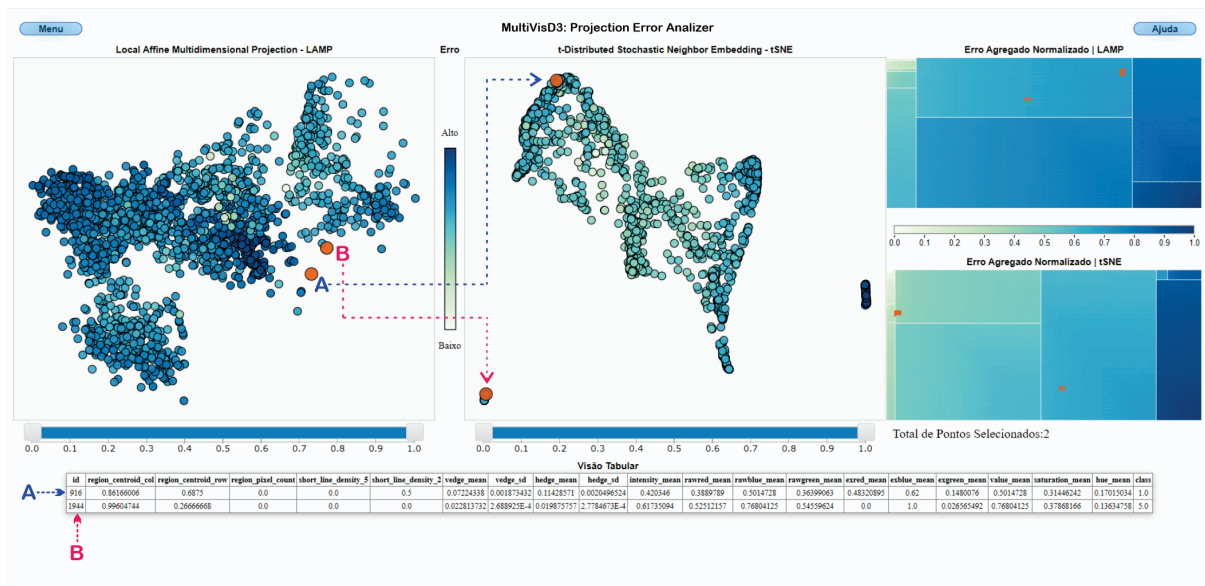 MultiVisD3: Projection Error Analizer
Menu
Ajuda
Local Affine Multidimensional Projection - LAMP
Erro
t-Distributed Stochastic Neighbor Embedding - tSNE
Erro Agregado Normalizado | LAMP
Alto
Baixo
B
A
0.0 0.1 0.2 0.3 0.4 0.5 0.6 0.7 0.8 0.9 1.0
Erro Agregado Normalizado | tSNE
0.0 0.1 0.2 0.3 0.4 0.5 0.6 0.7 0.8 0.9 1.0
0.0 0.1 0.2 0.3 0.4 0.5 0.6 0.7 0.8 0.9 1.0
Total de Pontos Selecionados:2
Visão Tabular
id region_centroid_col region_centroid_row region_pixel_count short_line_density_5 short_line_density_2 vedge_mean vedge_sd hedge_mean hedge_sd intensity_mean rawred_mean rawblue_mean rawgreen_mean exred_mean exblue_mean exgreen_mean value_mean saturation_mean hue_mean class
A 916 0.86166006 0.6875 0.0 0.0 0.5 0.07224338 0.001873432 0.11428571 0.0020496524 0.420346 0.3889789 0.5014728 0.36399063 0.48320895 0.62 0.1480076 0.5014728 0.31446242 0.17015034 1.0
1944 0.99604744 0.26666668 0.0 0.0 0.0 0.022813732 2.688925E-4 0.019875757 2.7784673E-4 0.61735094 0.52512157 0.76804125 0.54559624 0.0 1.0 0.026565492 0.76804125 0.37868166 0.13634758 5.0
B